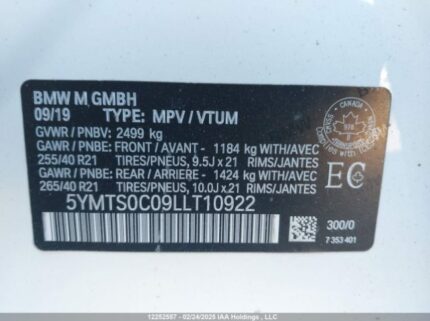 BMW M GMBH
09/19 TYPE: MPV / VTUM
GVWR / PNBV: 2499 kg
GAWR / PNBE: FRONT / AVANT - 1184 kg WITH/AVEC
255/40 R21 TIRES/PNEUS, 9.5J x 21 RIMS/JANTES
GAWR / PNBE: REAR / ARRIERE - 1424 kg WITH/AVEC
265/40 R21 TIRES/PNEUS, 10.0J x 21 RIMS/JANTES
5YMTS0C09LLT10922
CANADA
EC
300/0
7 353 401
12252587 - 02/24/2025 IAA Holdings, LLC